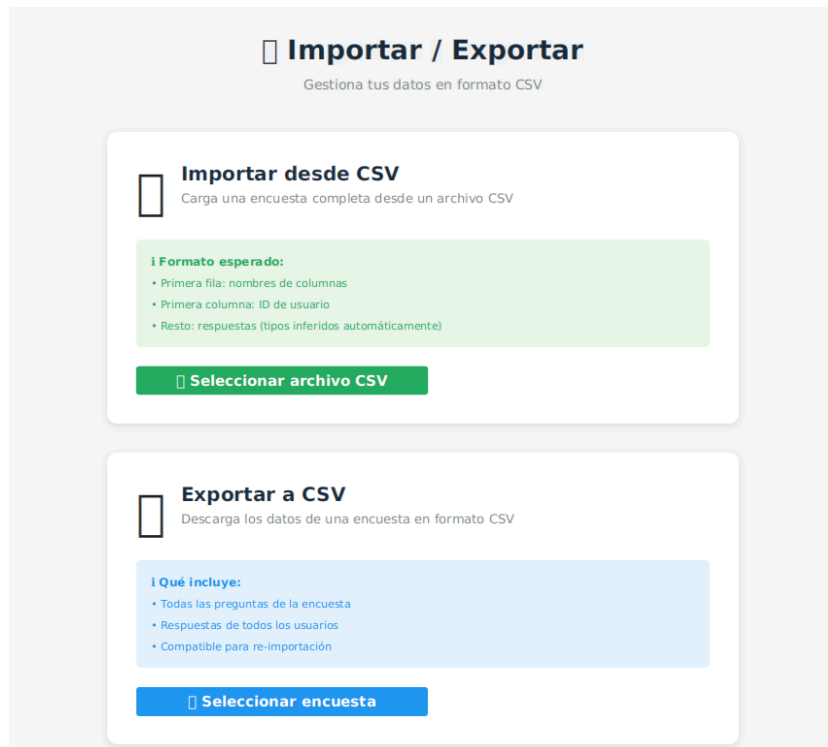 Importar / Exportar
Gestiona tus datos en formato CSV
Importar desde CSV
Carga una encuesta completa desde un archivo CSV
ℹ Formato esperado:
• Primera fila: nombres de columnas
• Primera columna: ID de usuario
• Resto: respuestas (tipos inferidos automáticamente)
Seleccionar archivo CSV
Exportar a CSV
Descarga los datos de una encuesta en formato CSV
ℹ Qué incluye:
• Todas las preguntas de la encuesta
• Respuestas de todos los usuarios
• Compatible para re-importación
Seleccionar encuesta